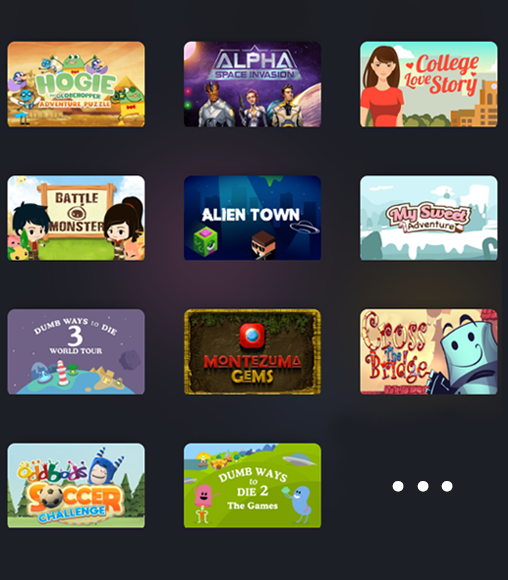 HOGIE
THE GLOBEHOPPER
ADVENTURE PUZZLE
ALPHA
SPACE INVASION
College
Love Story
BATTLE
MONSTER
ALIEN TOWN
My Sweet
Adventure
DUMB WAYS to DIE
3
WORLD TOUR
MONTEZUMA
GEMS
Cross
The
Bridge
Oddbods
SOCCER
CHALLENGE
DUMB WAYS
to
DIE 2
The Games